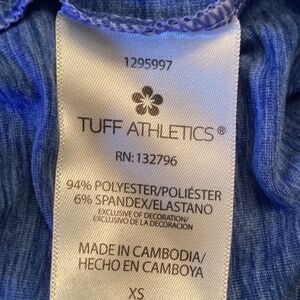 1295997
TUFF ATHLETICS®
RN: 132796
94% POLYESTER/POLIÉSTER
6% SPANDEX/ELASTANO
EXCLUSIVE OF DECORATION/
EXCLUSIVO DE LA DECORACIÓN
MADE IN CAMBODIA/
HECHO EN CAMBOYA
XS